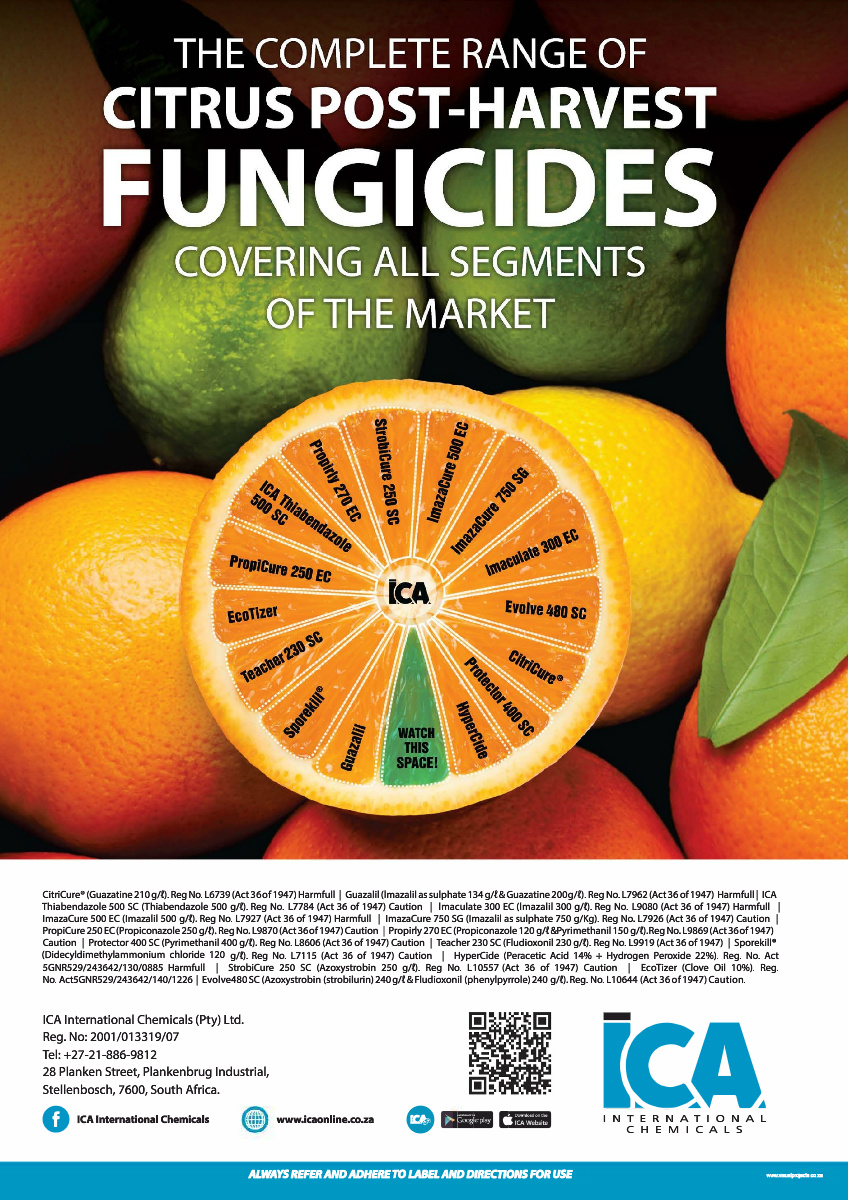 THE COMPLETE RANGE OF
CITRUS POST-HARVEST
FUNGICIDES
COVERING ALL SEGMENTS
OF THE MARKET
StrobiCure 250 SC
ImazaCure 500 EC
ImazaCure 750 SG
Imaculate 300 EC
Evolve 480 SC
CitriCure®
Protector 400 SC
HyperCide
WATCH
THIS
SPACE!
Guazalil
Sporekill®
Teacher 230 SC
EcoTizer
PropiCure 250 EC
ICA Thiabendazole
500 SC
Propirly 270 EC
ICA
CitriCure® (Guazatine 210 g/ℓ). Reg No. L6739 (Act 36 of 1947) Harmfull | Guazalil (Imazalil as sulphate 134 g/ℓ & Guazatine 200g/ℓ). Reg No. L7962 (Act 36 of 1947) Harmfull | ICA
Thiabendazole 500 SC (Thiabendazole 500 g/ℓ). Reg No. L7784 (Act 36 of 1947) Caution | Imaculate 300 EC (Imazalil 300 g/ℓ). Reg No. L9080 (Act 36 of 1947) Harmfull |
ImazaCure 500 EC (Imazalil 500 g/ℓ). Reg No. L7927 (Act 36 of 1947) Harmfull | ImazaCure 750 SG (Imazalil as sulphate 750 g/Kg). Reg No. L7926 (Act 36 of 1947) Caution |
PropiCure 250 EC (Propiconazole 250 g/ℓ). Reg No. L9870 (Act 36 of 1947) Caution | Propirly 270 EC (Propiconazole 120 g/ℓ &Pyrimethanil 150 g/ℓ). Reg No. L9869 (Act 36 of 1947)
Caution | Protector 400 SC (Pyrimethanil 400 g/ℓ). Reg No. L8606 (Act 36 of 1947) Caution | Teacher 230 SC (Fludioxonil 230 g/ℓ). Reg No. L9919 (Act 36 of 1947) | Sporekill®
(Didecyldimethylammonium chloride 120 g/ℓ). Reg No. L7115 (Act 36 of 1947) Caution | HyperCide (Peracetic Acid 14% + Hydrogen Peroxide 22%). Reg No. Act
5GNR529/243642/130/0885 Harmfull | StrobiCure 250 SC (Azoxystrobin 250 g/ℓ). Reg No. L10557 (Act 36 of 1947) Caution | EcoTizer (Clove Oil 10%). Reg.
No. Act5GNR529/243642/140/1226 | Evolve480 SC (Azoxystrobin (strobilurin) 240 g/ℓ & Fludioxonil (phenylpyrrole) 240 g/ℓ). Reg. No. L10644 (Act 36 of 1947) Caution.
ICA International Chemicals (Pty) Ltd.
Reg. No: 2001/013319/07
Tel: +27-21-886-9812
28 Planken Street, Plankenbrug Industrial,
Stellenbosch, 7600, South Africa.
ICA International Chemicals
www.icaonline.co.za
ICA
Google play
Download on the
ICA Website
ICA
INTERNATIONAL
CHEMICALS
ALWAYS REFER AND ADHERE TO LABEL AND DIRECTIONS FOR USE